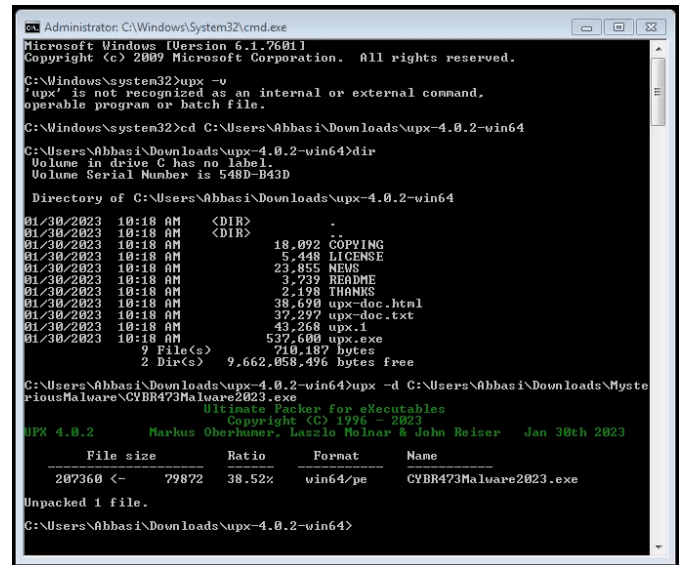 Administrator: C:\Windows\System32\cmd.exe
Microsoft Windows [Version 6.1.7601]
Copyright (c) 2009 Microsoft Corporation.  All rights reserved.
C:\Windows\system32>upx -v
'upx' is not recognized as an internal or external command,
operable program or batch file.
C:\Windows\system32>cd C:\Users\Abbasi\Downloads\upx-4.0.2-win64
C:\Users\Abbasi\Downloads\upx-4.0.2-win64>dir
 Volume in drive C has no label.
 Volume Serial Number is 548D-B43D
 Directory of C:\Users\Abbasi\Downloads\upx-4.0.2-win64
01/30/2023  10:18 AM    <DIR>          .
01/30/2023  10:18 AM    <DIR>          ..
01/30/2023  10:18 AM            18,092 COPYING
01/30/2023  10:18 AM             5,448 LICENSE
01/30/2023  10:18 AM            23,855 NEWS
01/30/2023  10:18 AM             3,739 README
01/30/2023  10:18 AM             2,198 THANKS
01/30/2023  10:18 AM            38,690 upx-doc.html
01/30/2023  10:18 AM            37,297 upx-doc.txt
01/30/2023  10:18 AM            43,268 upx.1
01/30/2023  10:18 AM           537,600 upx.exe
               9 File(s)        710,187 bytes
               2 Dir(s)   9,662,058,496 bytes free
C:\Users\Abbasi\Downloads\upx-4.0.2-win64>upx -d C:\Users\Abbasi\Downloads\Myste
riousMalware\CYBR473Malware2023.exe
Ultimate Packer for eXecutables
Copyright (C) 1996 - 2023
UPX 4.0.2       Markus Oberhumer, Laszlo Molnar & John Reiser   Jan 30th 2023
File size         Ratio      Format      Name
--------------------   ------   -----------   -----------
207360 <-     79872   38.52%    win64/pe     CYBR473Malware2023.exe
Unpacked 1 file.
C:\Users\Abbasi\Downloads\upx-4.0.2-win64>